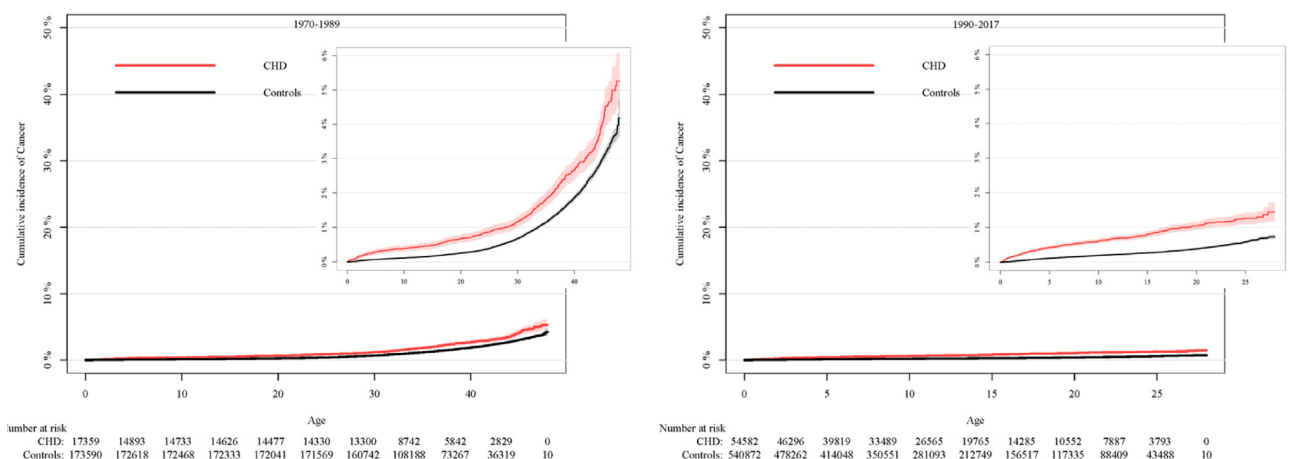 1970-1989
50 %
40 %
30 %
20 %
10 %
0 %
Cumulative incidence of Cancer
CHD
Controls
6 %
5 %
4 %
3 %
2 %
1 %
0 %
0 10 20 30 40
0 10 20 30 40
Age
umber at risk
CHD: 17359 14893 14733 14626 14477 14330 13300 8742 5842 2829 0
Controls: 173590 172618 172468 172333 172041 171569 160742 108188 73267 36319 10
1990-2017
50 %
40 %
30 %
20 %
10 %
0 %
Cumulative incidence of Cancer
CHD
Controls
6 %
5 %
4 %
3 %
2 %
1 %
0 %
0 5 10 15 20 25
0 5 10 15 20 25
Age
Number at risk
CHD: 54582 46296 39819 33489 26565 19765 14285 10552 7887 3793 0
Controls: 540872 478262 414048 350551 281093 212749 156517 117335 88409 43488 10